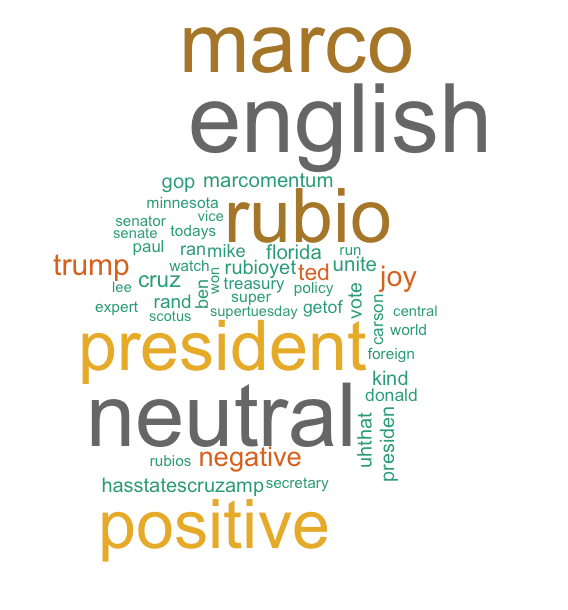 marco
english
gop marcomentum
minnesota
rubio
vice
senator
todays
senate
paul
ran mike florida run
trump
watch rubioyet ted unite
joy
cruz
won
treasury
lee
ben
policy
vote
rand
super
expert
getof
carson
central
scotus
supertuesday
world
president
foreign
kind
donald
neutral
uhthat
presiden
negative
rubios
hasstatescruzamp secretary
positive